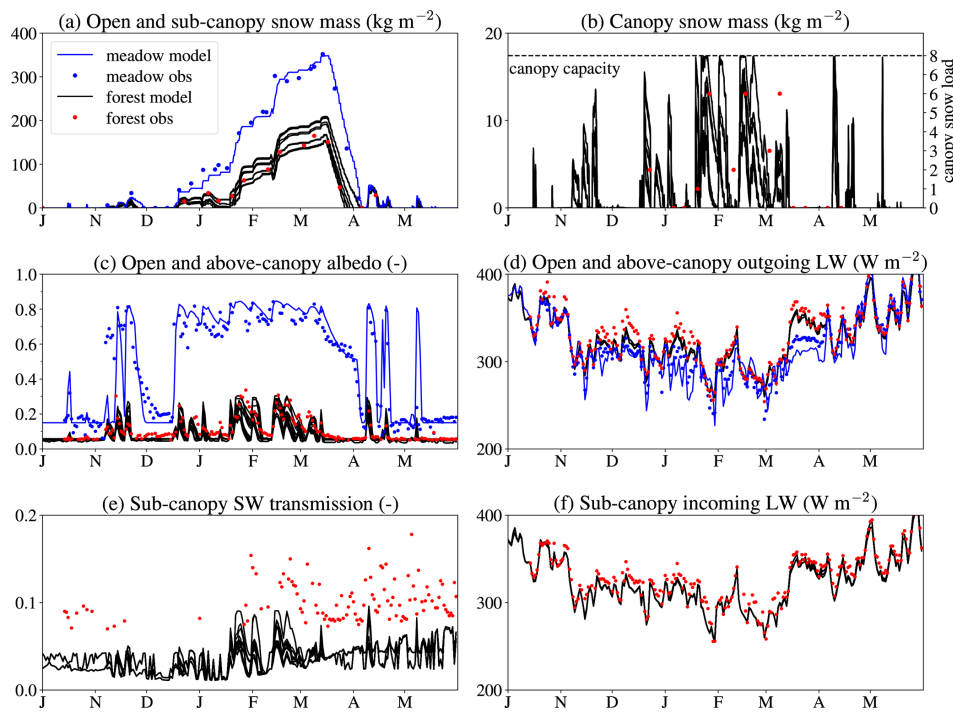 (a) Open and sub-canopy snow mass (kg m⁻²)
400
300
200
100
0
meadow model
meadow obs
forest model
forest obs
J N D J F M A M
(b) Canopy snow mass (kg m⁻²)
20
10
0
canopy capacity
8
6
4
3
2
1
0
canopy snow load
J N D J F M A M
(c) Open and above-canopy albedo (-)
1.0
0.8
0.6
0.4
0.2
0.0
J N D J F M A M
(d) Open and above-canopy outgoing LW (W m⁻²)
400
300
200
J N D J F M A M
(e) Sub-canopy SW transmission (-)
0.2
0.1
0.0
J N D J F M A M
(f) Sub-canopy incoming LW (W m⁻²)
400
300
200
J N D J F M A M